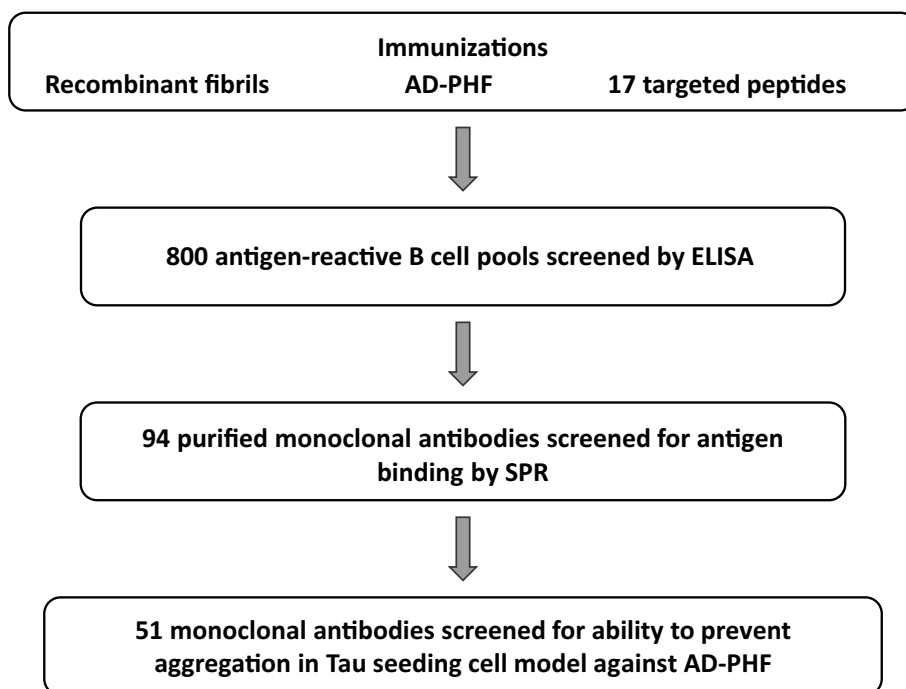 Immunizations
Recombinant fibrils AD-PHF 17 targeted peptides
800 antigen-reactive B cell pools screened by ELISA
94 purified monoclonal antibodies screened for antigen
binding by SPR
51 monoclonal antibodies screened for ability to prevent
aggregation in Tau seeding cell model against AD-PHF